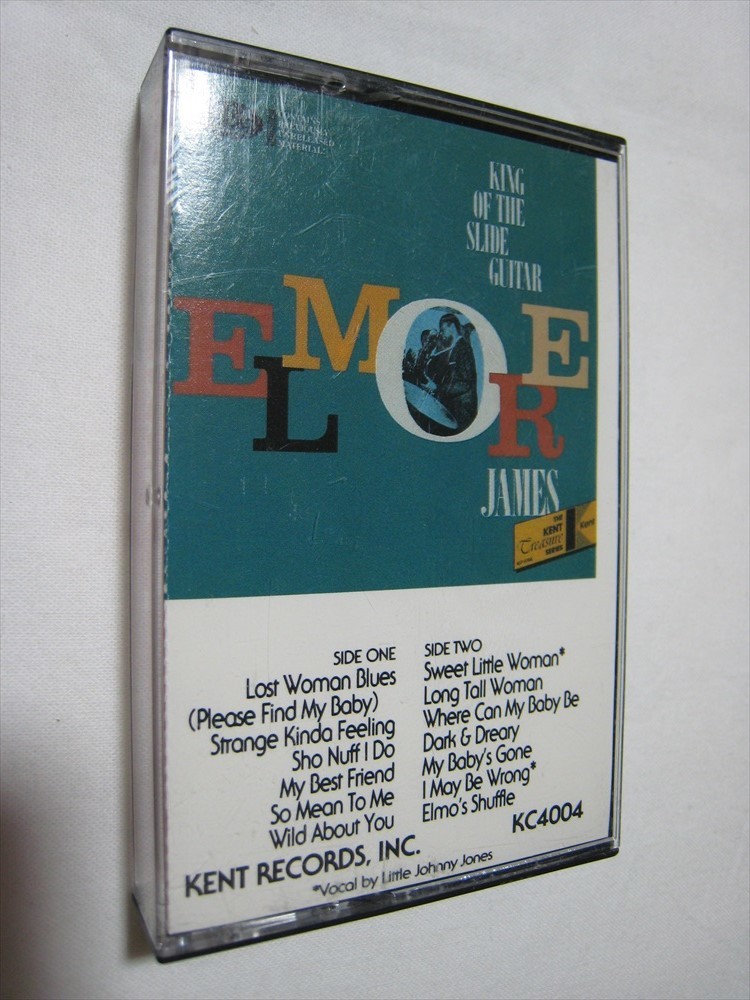 UNRELEASED
MATERIAL
KING
OF THE
SLIDE
GUITAR
ELMORE
JAMES
THE
KENT
Treasure
SERIES
Kent
SIDE ONE
Lost Woman Blues
(Please Find My Baby)
Strange Kinda Feeling
Sho Nuff I Do
My Best Friend
So Mean To Me
Wild About You
SIDE TWO
Sweet Little Woman*
Long Tall Woman
Where Can My Baby Be
Dark & Dreary
My Baby's Gone
I May Be Wrong*
Elmo's Shuffle
KC4004
KENT RECORDS, INC.
*Vocal by Little Johnny Jones